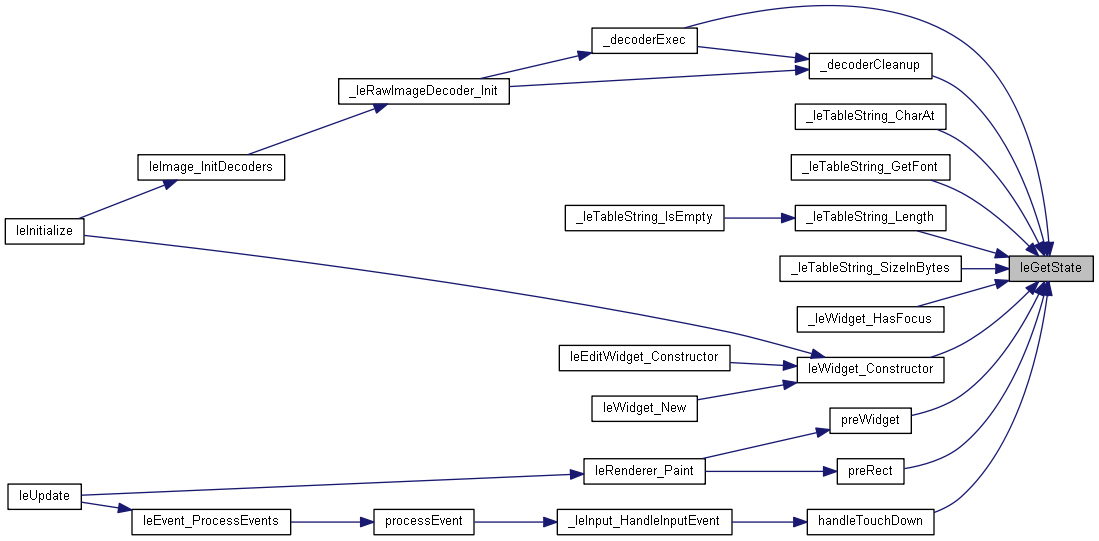 _decoderExec
_decoderCleanup
_leRawImageDecoder_Init
_leTableString_CharAt
leImage_InitDecoders
_leTableString_GetFont
leInitialize
_leTableString_IsEmpty
_leTableString_Length
leGetState
_leTableString_SizeInBytes
_leWidget_HasFocus
leEditWidget_Constructor
leWidget_Constructor
leWidget_New
preWidget
leRenderer_Paint
preRect
leUpdate
leEvent_ProcessEvents
processEvent
_leInput_HandleInputEvent
handleTouchDown